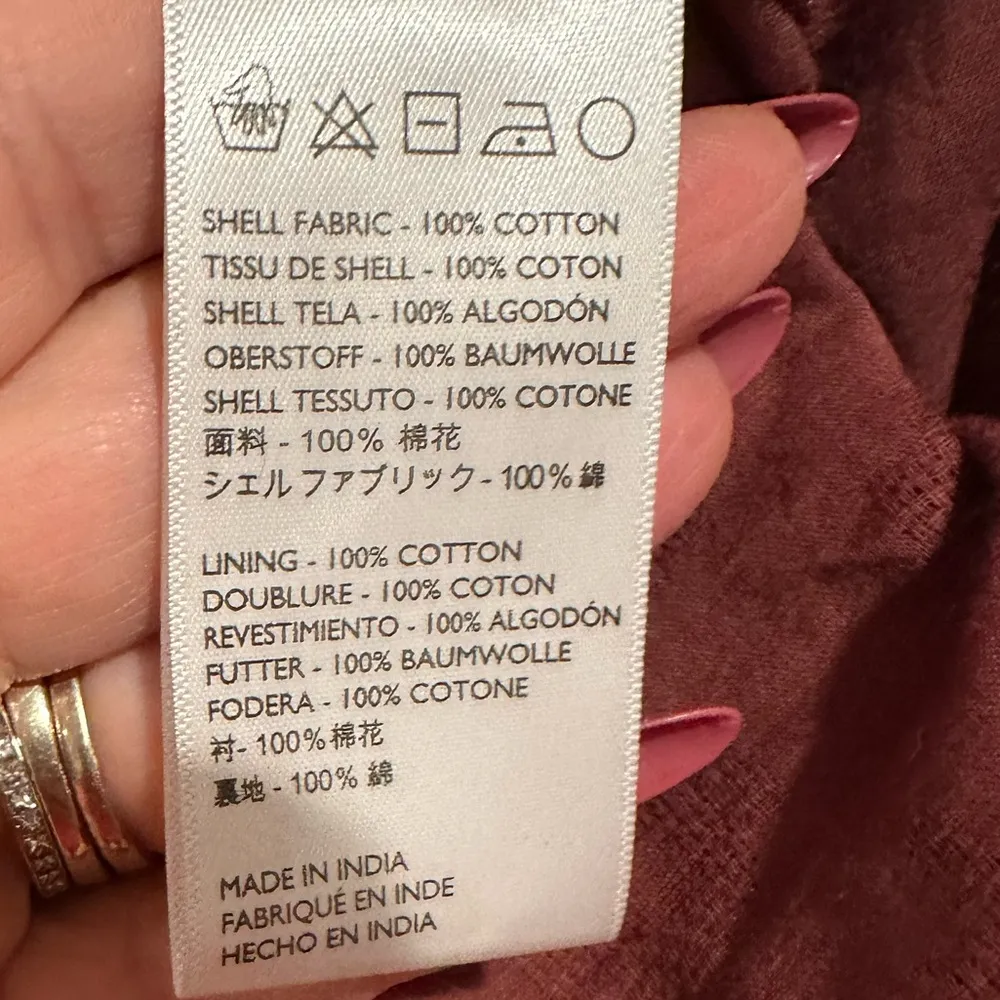 SHELL FABRIC - 100% COTTON
TISSU DE SHELL - 100% COTON
SHELL TELA - 100% ALGODÓN
OBERSTOFF - 100% BAUMWOLLE
SHELL TESSUTO - 100% COTONE
面料 - 100% 棉花
シェルファブリック - 100% 綿
LINING - 100% COTTON
DOUBLURE - 100% COTON
REVESTIMIENTO - 100% ALGODÓN
FUTTER - 100% BAUMWOLLE
FODERA - 100% COTONE
衬- 100% 棉花
裏地 - 100% 綿
MADE IN INDIA
FABRIQUÉ EN INDE
HECHO EN INDIA